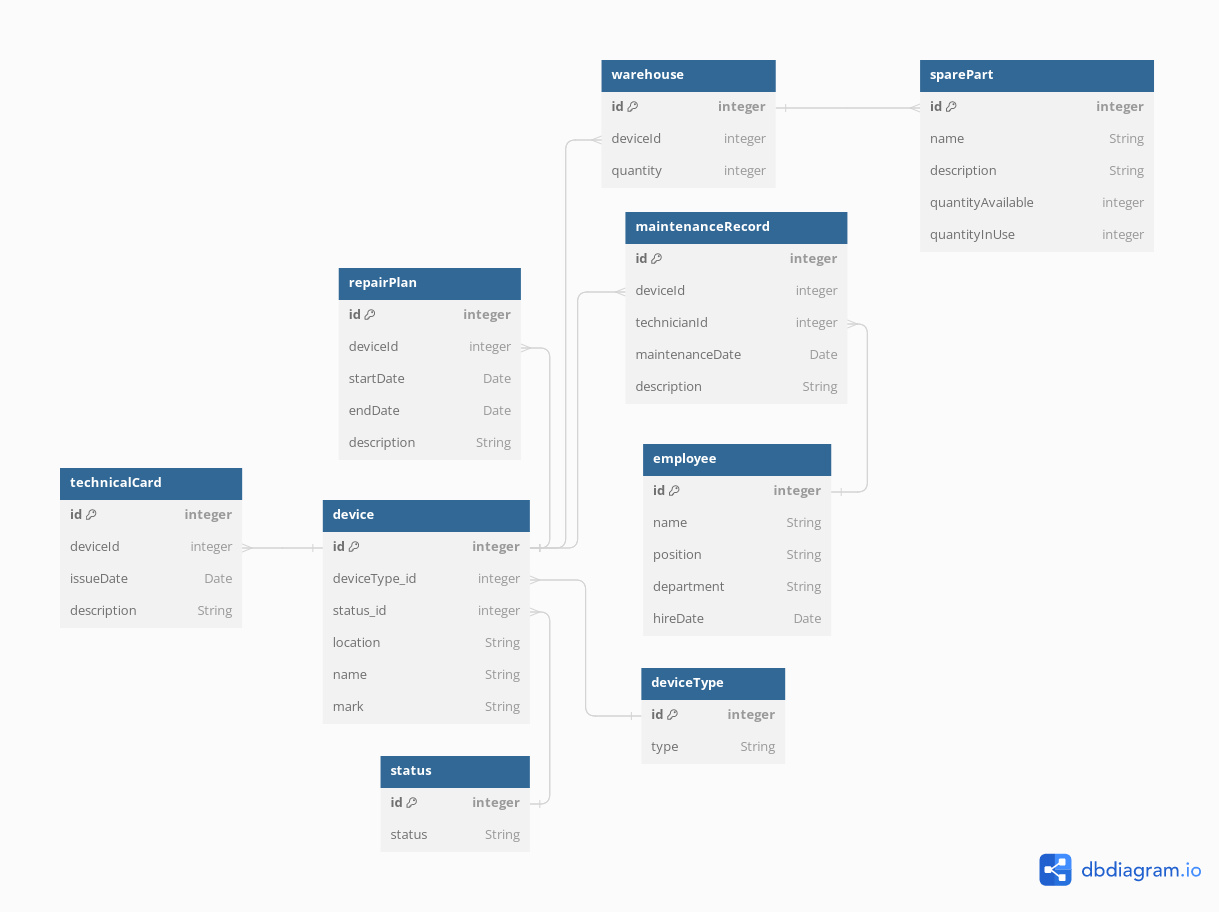 warehouse
id integer
deviceId integer
quantity integer
sparePart
id integer
name String
description String
quantityAvailable integer
quantityInUse integer
maintenanceRecord
id integer
deviceId integer
technicianId integer
maintenanceDate Date
description String
repairPlan
id integer
deviceId integer
startDate Date
endDate Date
description String
employee
id integer
name String
position String
department String
hireDate Date
technicalCard
id integer
deviceId integer
issueDate Date
description String
device
id integer
deviceType_id integer
status_id integer
location String
name String
mark String
deviceType
id integer
type String
status
id integer
status String
dbdiagram.io